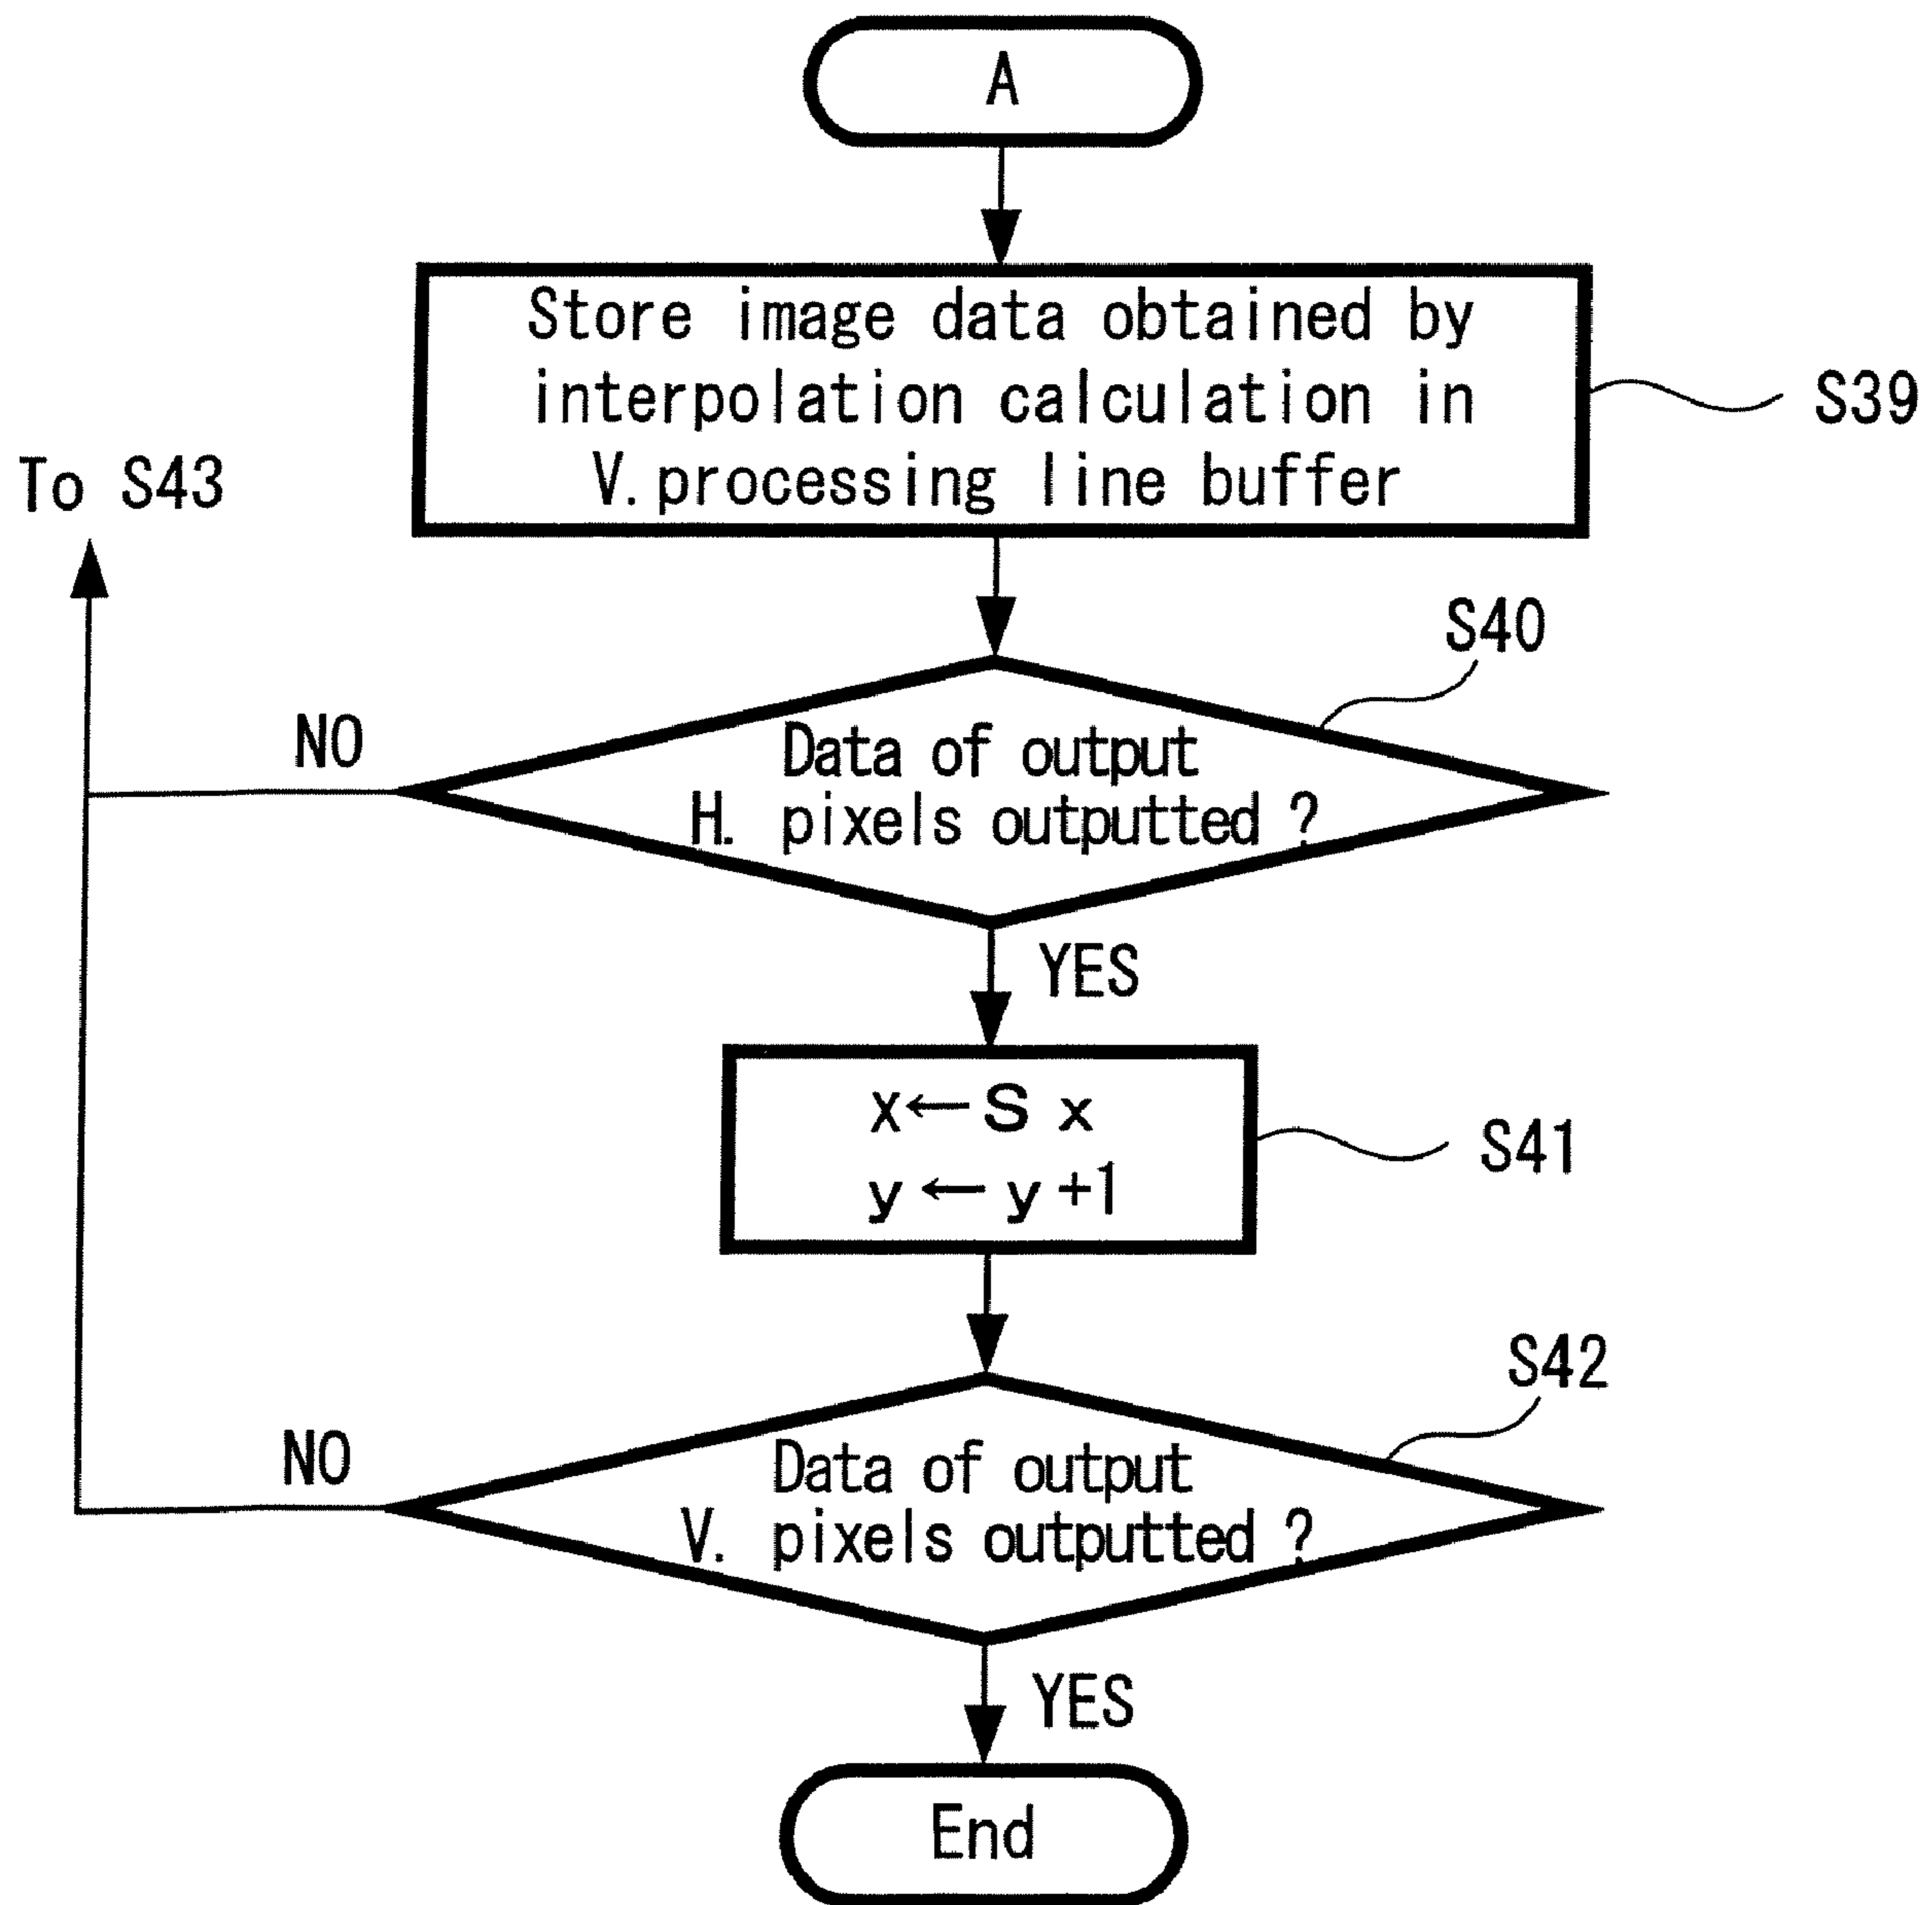 A
Store image data obtained by
interpolation calculation in
V.processing line buffer
S39
To S43
S40
NO
Data of output
H. pixels outputted ?
YES
x←S x
y←y+1
S41
S42
NO
Data of output
V. pixels outputted ?
YES
End